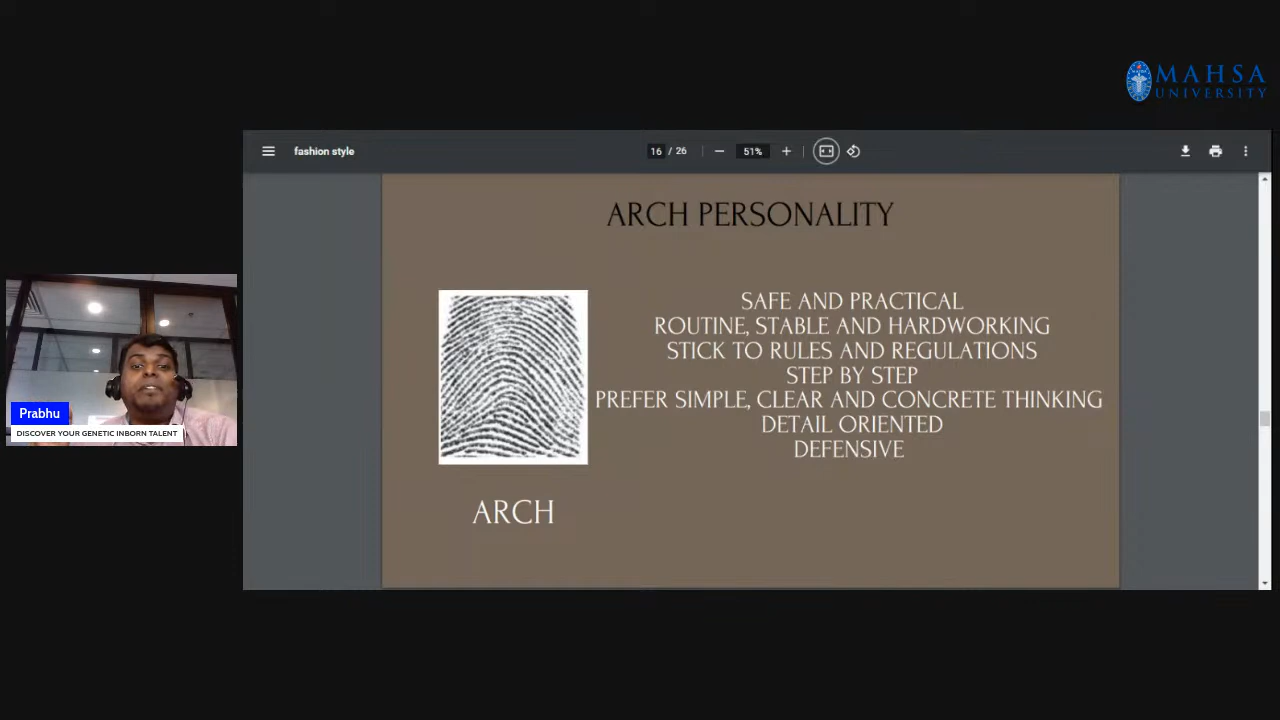 MAHSA
UNIVERSITY
fashion style
16 / 26
51%
ARCH PERSONALITY
SAFE AND PRACTICAL
ROUTINE, STABLE AND HARDWORKING
STICK TO RULES AND REGULATIONS
STEP BY STEP
PREFER SIMPLE, CLEAR AND CONCRETE THINKING
DETAIL ORIENTED
DEFENSIVE
ARCH
Prabhu
DISCOVER YOUR GENETIC INBORN TALENT